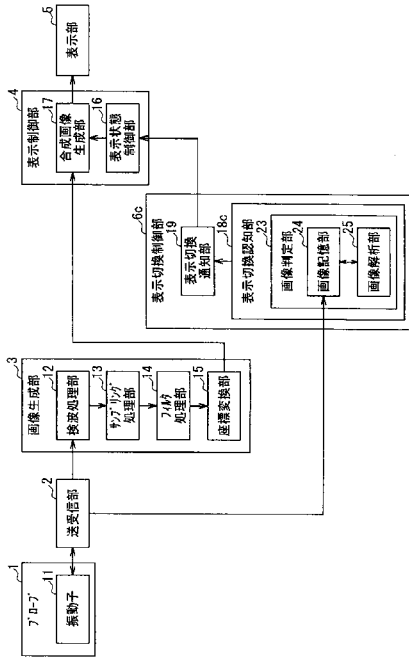 1
プローブ
11
振動子
2
送受信部
3
画像生成部
12
検波処理部
13
サンプリング
処理部
14
フィルタ
処理部
15
座標変換部
4
表示制御部
17
合成画像
生成部
16
表示状態
制御部
5
表示部
6c
表示切換制御部
19
表示切換
通知部
18c
表示切換認知部
23
画像判定部
24
画像記憶部
25
画像解析部